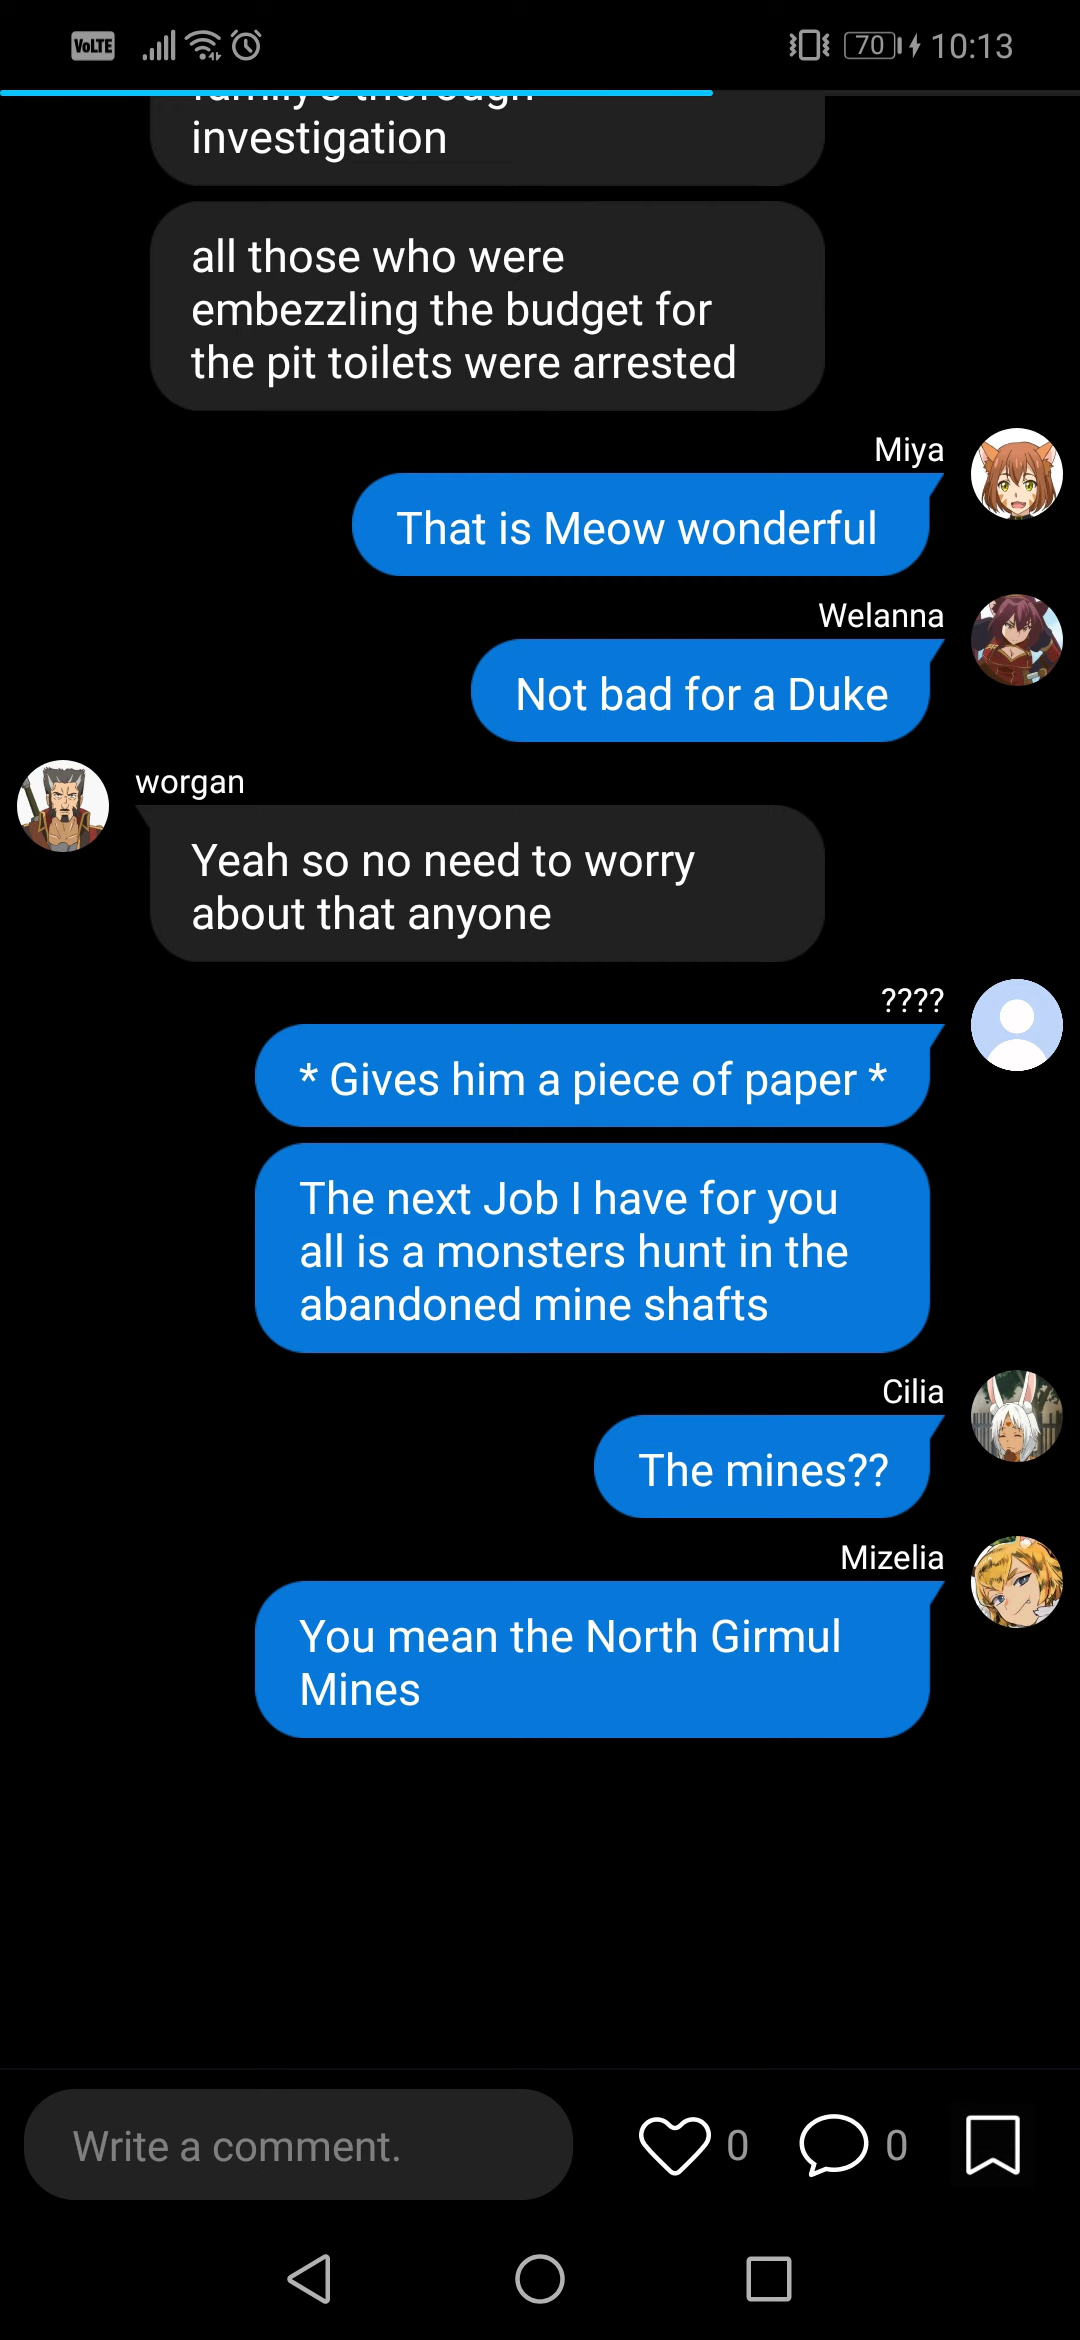 VoLTE 70 10:13
family's thorough
investigation
all those who were
embezzling the budget for
the pit toilets were arrested
Miya
That is Meow wonderful
Welanna
Not bad for a Duke
worgan
Yeah so no need to worry
about that anyone
????
* Gives him a piece of paper *
The next Job I have for you
all is a monsters hunt in the
abandoned mine shafts
Cilia
The mines??
Mizelia
You mean the North Girmul
Mines
Write a comment. 0 0